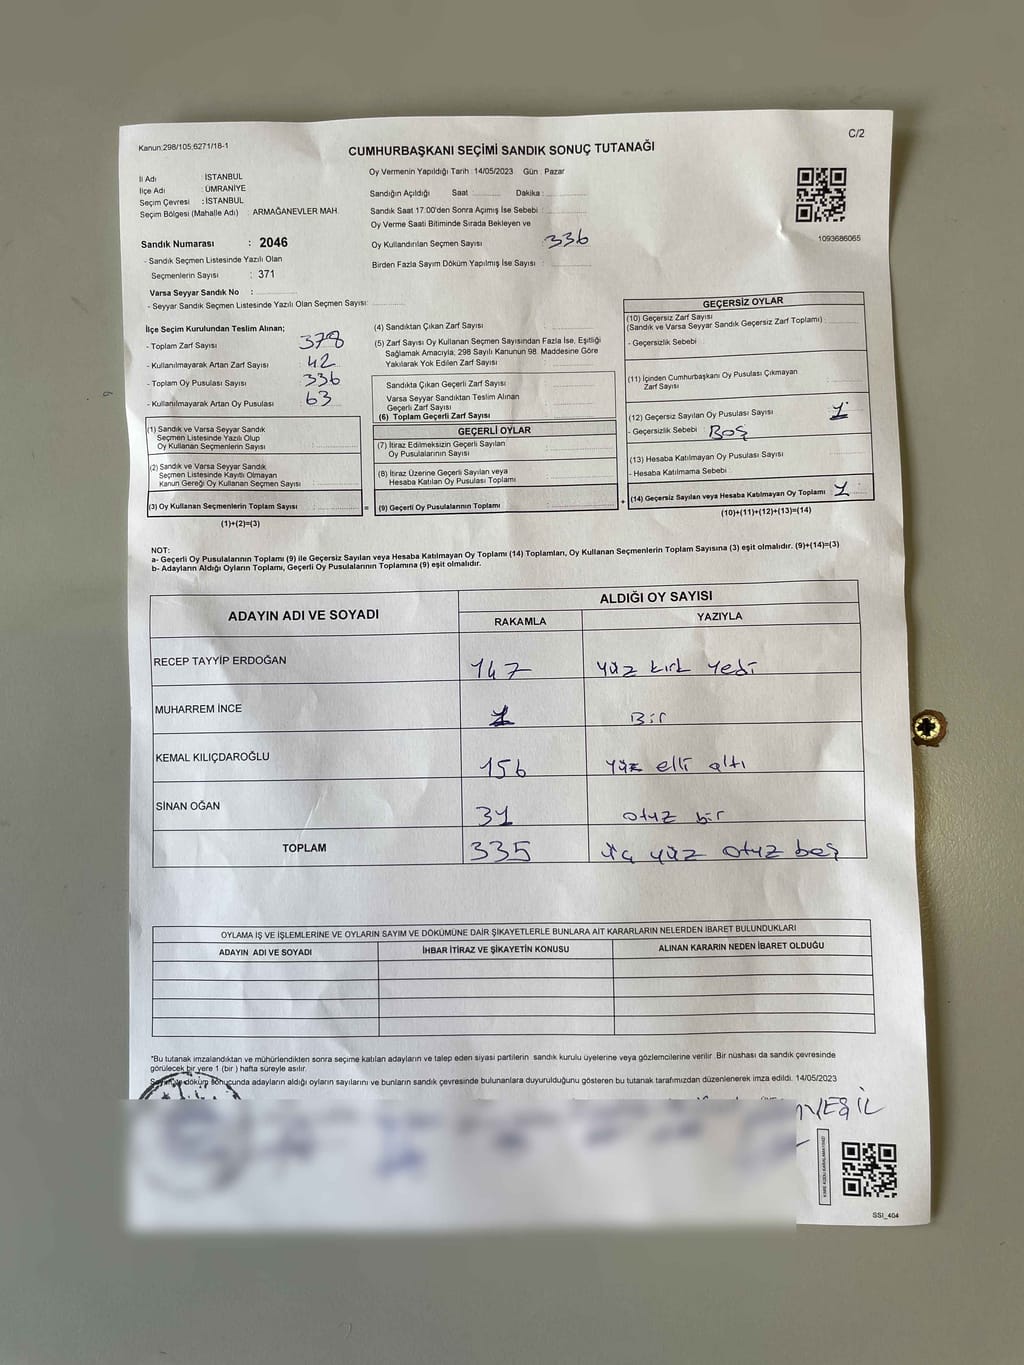 Kanun:298/105;6271/18-1
C/2
CUMHURBAŞKANI SEÇİMİ SANDIK SONUÇ TUTANAĞI
İl Adı : İSTANBUL
İlçe Adı : ÜMRANİYE
Seçim Çevresi : İSTANBUL
Seçim Bölgesi (Mahalle Adı) : ARMAĞANEVLER MAH.
Sandık Numarası : 2046
- Sandık Seçmen Listesinde Yazılı Olan
Seçmenlerin Sayısı : 371
Varsa Seyyar Sandık No :
- Seyyar Sandık Seçmen Listesinde Yazılı Olan Seçmen Sayısı:
Oy Vermenin Yapıldığı Tarih : 14/05/2023 Gün : Pazar
Sandığın Açıldığı Saat : Dakika :
Sandık Saat 17:00'den Sonra Açımış İse Sebebi :
Oy Verme Saati Bitiminde Sırada Bekleyen ve
Oy Kullandırılan Seçmen Sayısı : 336
Birden Fazla Sayım Döküm Yapılmış İse Sayısı :
1093686065
İlçe Seçim Kurulundan Teslim Alınan;
- Toplam Zarf Sayısı : 378
- Kullanılmayarak Artan Zarf Sayısı : 42
- Toplam Oy Pusulası Sayısı : 336
- Kullanılmayarak Artan Oy Pusulası : 63
(1) Sandık ve Varsa Seyyar Sandık
Seçmen Listesinde Yazılı Olup
Oy Kullanan Seçmenlerin Sayısı :
(2) Sandık ve Varsa Seyyar Sandık
Seçmen Listesinde Kayıtlı Olmayan
Kanun Gereği Oy Kullanan Seçmen Sayısı :
(3) Oy Kullanan Seçmenlerin Toplam Sayısı :
(1)+(2)=(3)
=
(4) Sandıktan Çıkan Zarf Sayısı :
(5) Zarf Sayısı Oy Kullanan Seçmen Sayısından Fazla İse, Eşitliği
Sağlamak Amacıyla, 298 Sayılı Kanunun 98. Maddesine Göre
Yakılarak Yok Edilen Zarf Sayısı :
Sandıkta Çıkan Geçerli Zarf Sayısı :
Varsa Seyyar Sandıktan Teslim Alınan
Geçerli Zarf Sayısı :
(6) Toplam Geçerli Zarf Sayısı :
GEÇERLİ OYLAR
(7) İtiraz Edilmeksizin Geçerli Sayılan
Oy Pusulalarının Sayısı :
(8) İtiraz Üzerine Geçerli Sayılan veya
Hesaba Katılan Oy Pusulası Toplamı :
(9) Geçerli Oy Pusulalarının Toplamı :
+
GEÇERSİZ OYLAR
(10) Geçersiz Zarf Sayısı
(Sandık ve Varsa Seyyar Sandık Geçersiz Zarf Toplamı) :
- Geçersizlik Sebebi :
(11) İçinden Cumhurbaşkanı Oy Pusulası Çıkmayan
Zarf Sayısı :
(12) Geçersiz Sayılan Oy Pusulası Sayısı : 1
- Geçersizlik Sebebi : Boş
(13) Hesaba Katılmayan Oy Pusulası Sayısı :
- Hesaba Katılmama Sebebi :
(14) Geçersiz Sayılan veya Hesaba Katılmayan Oy Toplamı : 1
(10)+(11)+(12)+(13)=(14)
NOT:
a- Geçerli Oy Pusulalarının Toplamı (9) ile Geçersiz Sayılan veya Hesaba Katılmayan Oy Toplamı (14) Toplamları, Oy Kullanan Seçmenlerin Toplam Sayısına (3) eşit olmalıdır. (9)+(14)=(3)
b- Adayların Aldığı Oyların Toplamı, Geçerli Oy Pusulalarının Toplamına (9) eşit olmalıdır.
ADAYIN ADI VE SOYADI ALDIĞI OY SAYISI
RAKAMLA YAZIYLA
RECEP TAYYİP ERDOĞAN 147 yüz kırk yedi
MUHARREM İNCE 1 Bir
KEMAL KILIÇDAROĞLU 156 yüz elli altı
SİNAN OĞAN 31 otuz bir
TOPLAM 335 üç yüz otuz beş
OYLAMA İŞ VE İŞLEMLERİNE VE OYLARIN SAYIM VE DÖKÜMÜNE DAİR ŞİKAYETLERLE BUNLARA AİT KARARLARIN NELERDEN İBARET BULUNDUKLARI
ADAYIN ADI VE SOYADI İHBAR İTİRAZ VE ŞİKAYETİN KONUSU ALINAN KARARIN NEDEN İBARET OLDUĞU
*Bu tutanak imzalandıktan ve mühürlendikten sonra seçime katılan adayların ve talep eden siyasi partilerin sandık kurulu üyelerine veya gözlemcilerine verilir. Bir nüshası da sandık çevresinde
görülecek bir yere 1 (bir) hafta süreyle asılır.
döküm sonucunda adayların aldığı oyların sayılarını ve bunların sandık çevresinde bulunanlara duyurulduğunu gösteren bu tutanak tarafımızdan düzenlenerek imza edildi. 14/05/2023
SSI_404